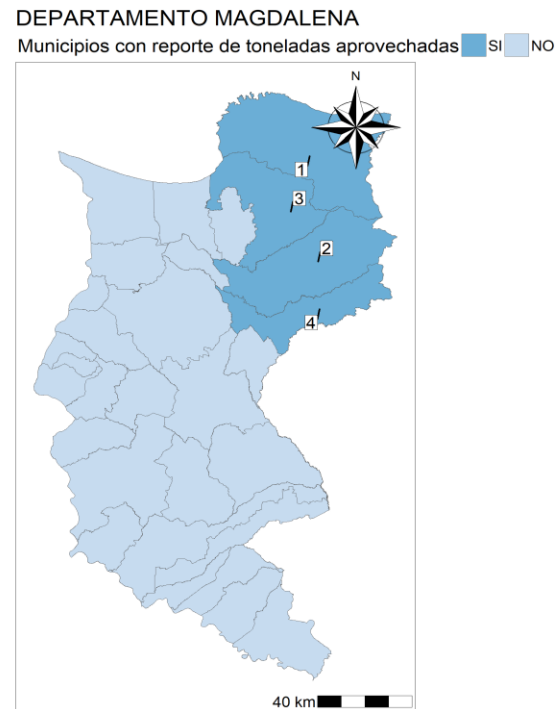 DEPARTAMENTO MAGDALENA
Municipios con reporte de toneladas aprovechadas SI NO
N
1
3
2
4
40 km